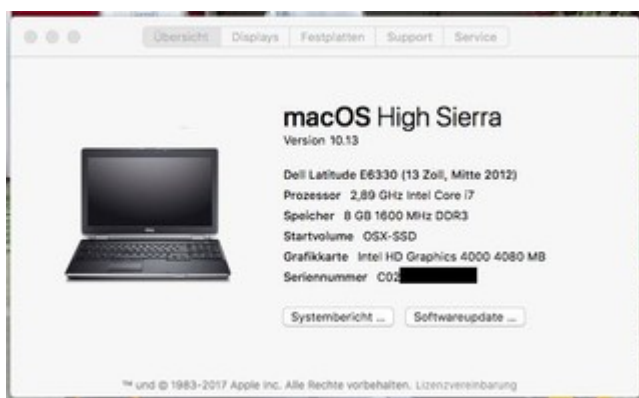 Übersicht Displays Festplatten Support Service
macOS High Sierra
Version 10.13
Dell Latitude E6330 (13 Zoll, Mitte 2012)
Prozessor 2,89 GHz Intel Core i7
Speicher 8 GB 1600 MHz DDR3
Startvolume OSX-SSD
Grafikkarte Intel HD Graphics 4000 4080 MB
Seriennummer C02
Systembericht ... Softwareupdate ...
™ und © 1983-2017 Apple Inc. Alle Rechte vorbehalten. Lizenzvereinbarung